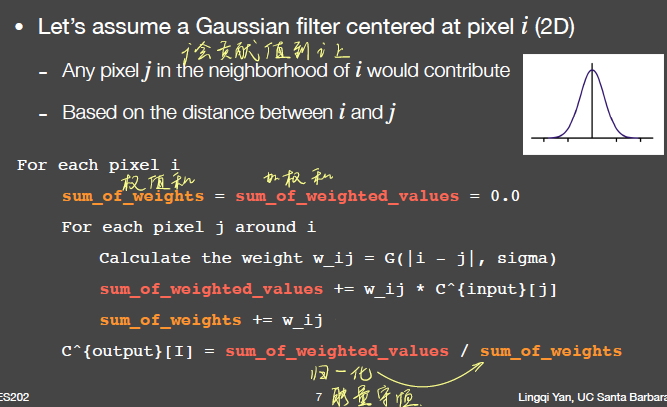 • Let's assume a Gaussian filter centered at pixel i (2D)
j会贡献值到i上
- Any pixel j in the neighborhood of i would contribute
- Based on the distance between i and j
For each pixel i
权值和 加权和
sum_of_weights = sum_of_weighted_values = 0.0
For each pixel j around i
Calculate the weight w_ij = G(|i - j|, sigma)
sum_of_weighted_values += w_ij * C^{input}[j]
sum_of_weights += w_ij
C^{output}[I] = sum_of_weighted_values / sum_of_weights
归一化
ES202 7 能量守恒 Lingqi Yan, UC Santa Barbara